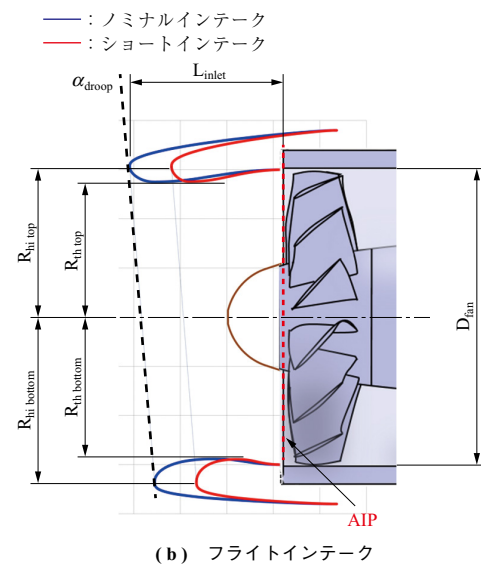 ：ノミナルインテーク
：ショートインテーク
αdroop
Linlet
Rhi top
Rth top
Rhi bottom
Rth bottom
Dfan
AIP
( b )　フライトインテーク